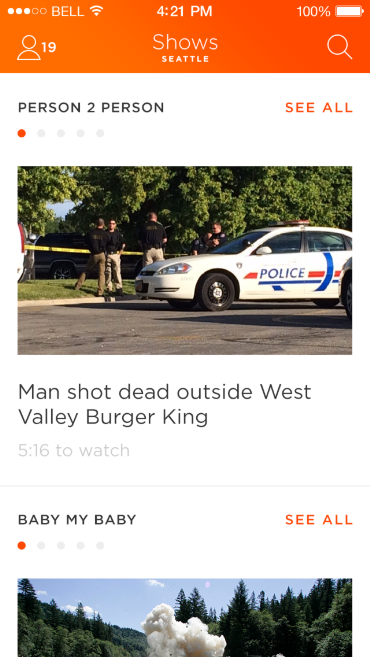 BELL 4:21 PM 100%
19 Shows
SEATTLE
PERSON 2 PERSON SEE ALL
POLICE
Man shot dead outside West
Valley Burger King
5:16 to watch
BABY MY BABY SEE ALL